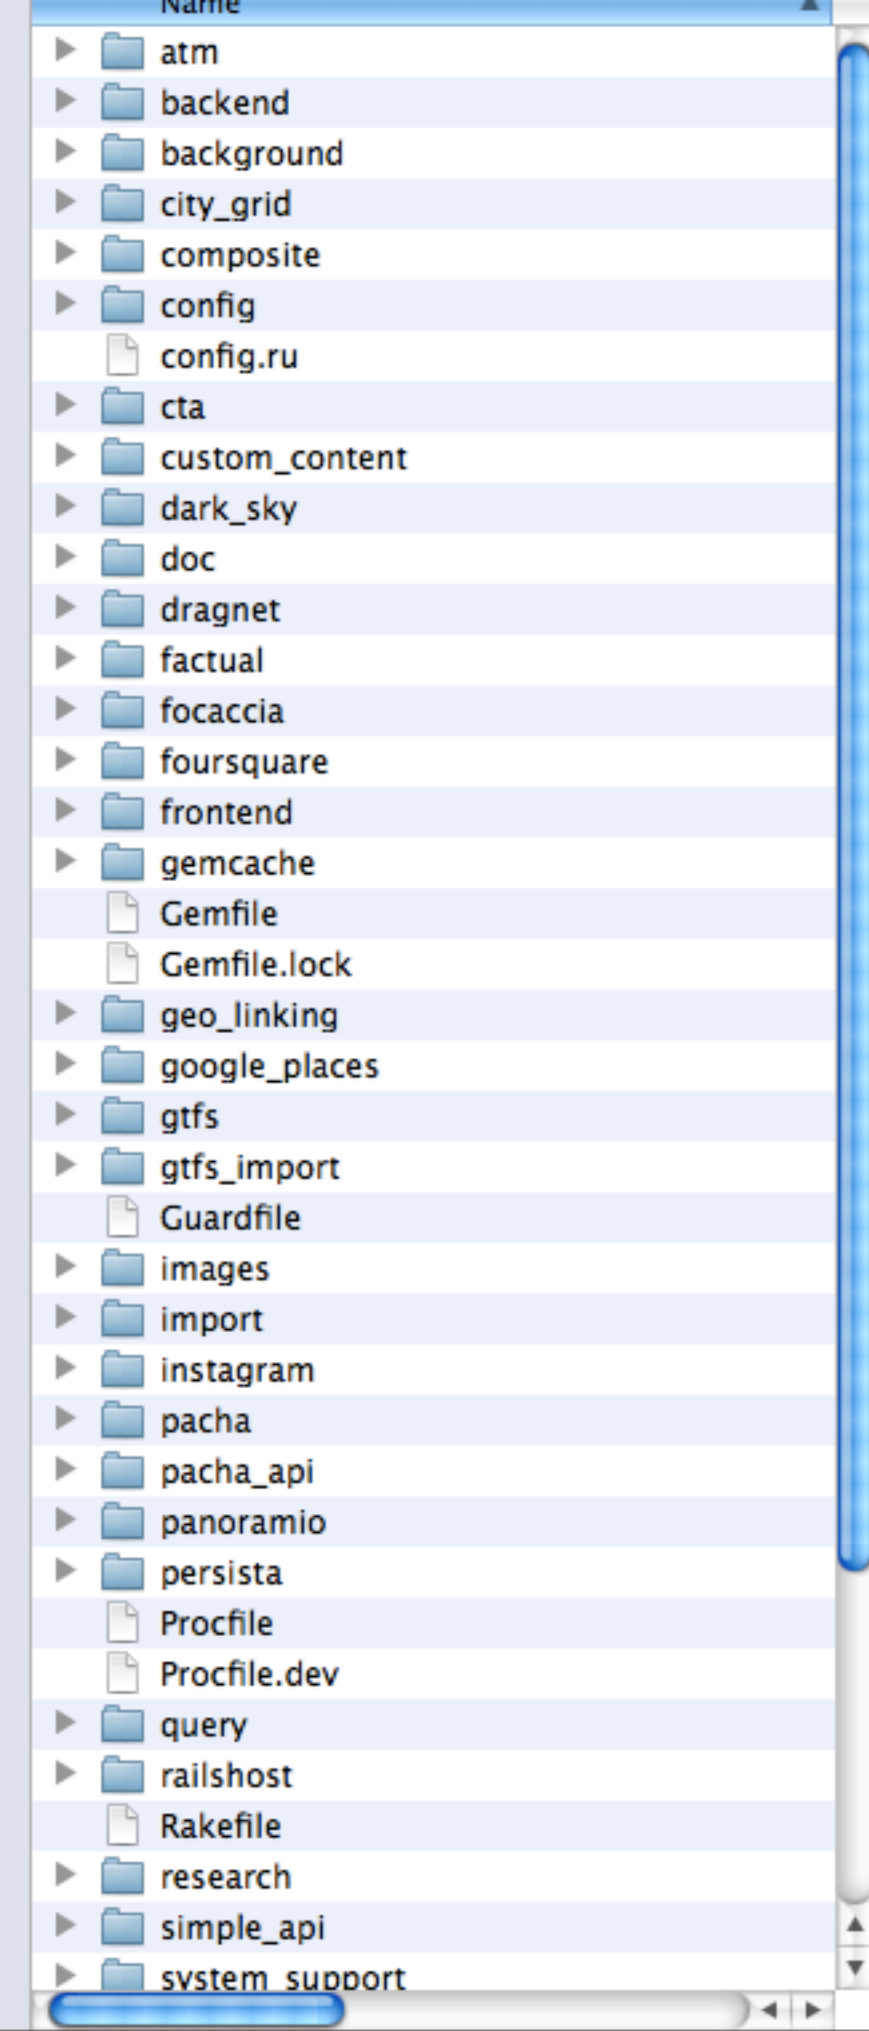 Name
atm
backend
background
city_grid
composite
config
config.ru
cta
custom_content
dark_sky
doc
dragnet
factual
focaccia
foursquare
frontend
gemcache
Gemfile
Gemfile.lock
geo_linking
google_places
gtfs
gtfs_import
Guardfile
images
import
instagram
pacha
pacha_api
panoramio
persista
Procfile
Procfile.dev
query
railshost
Rakefile
research
simple_api
system_support